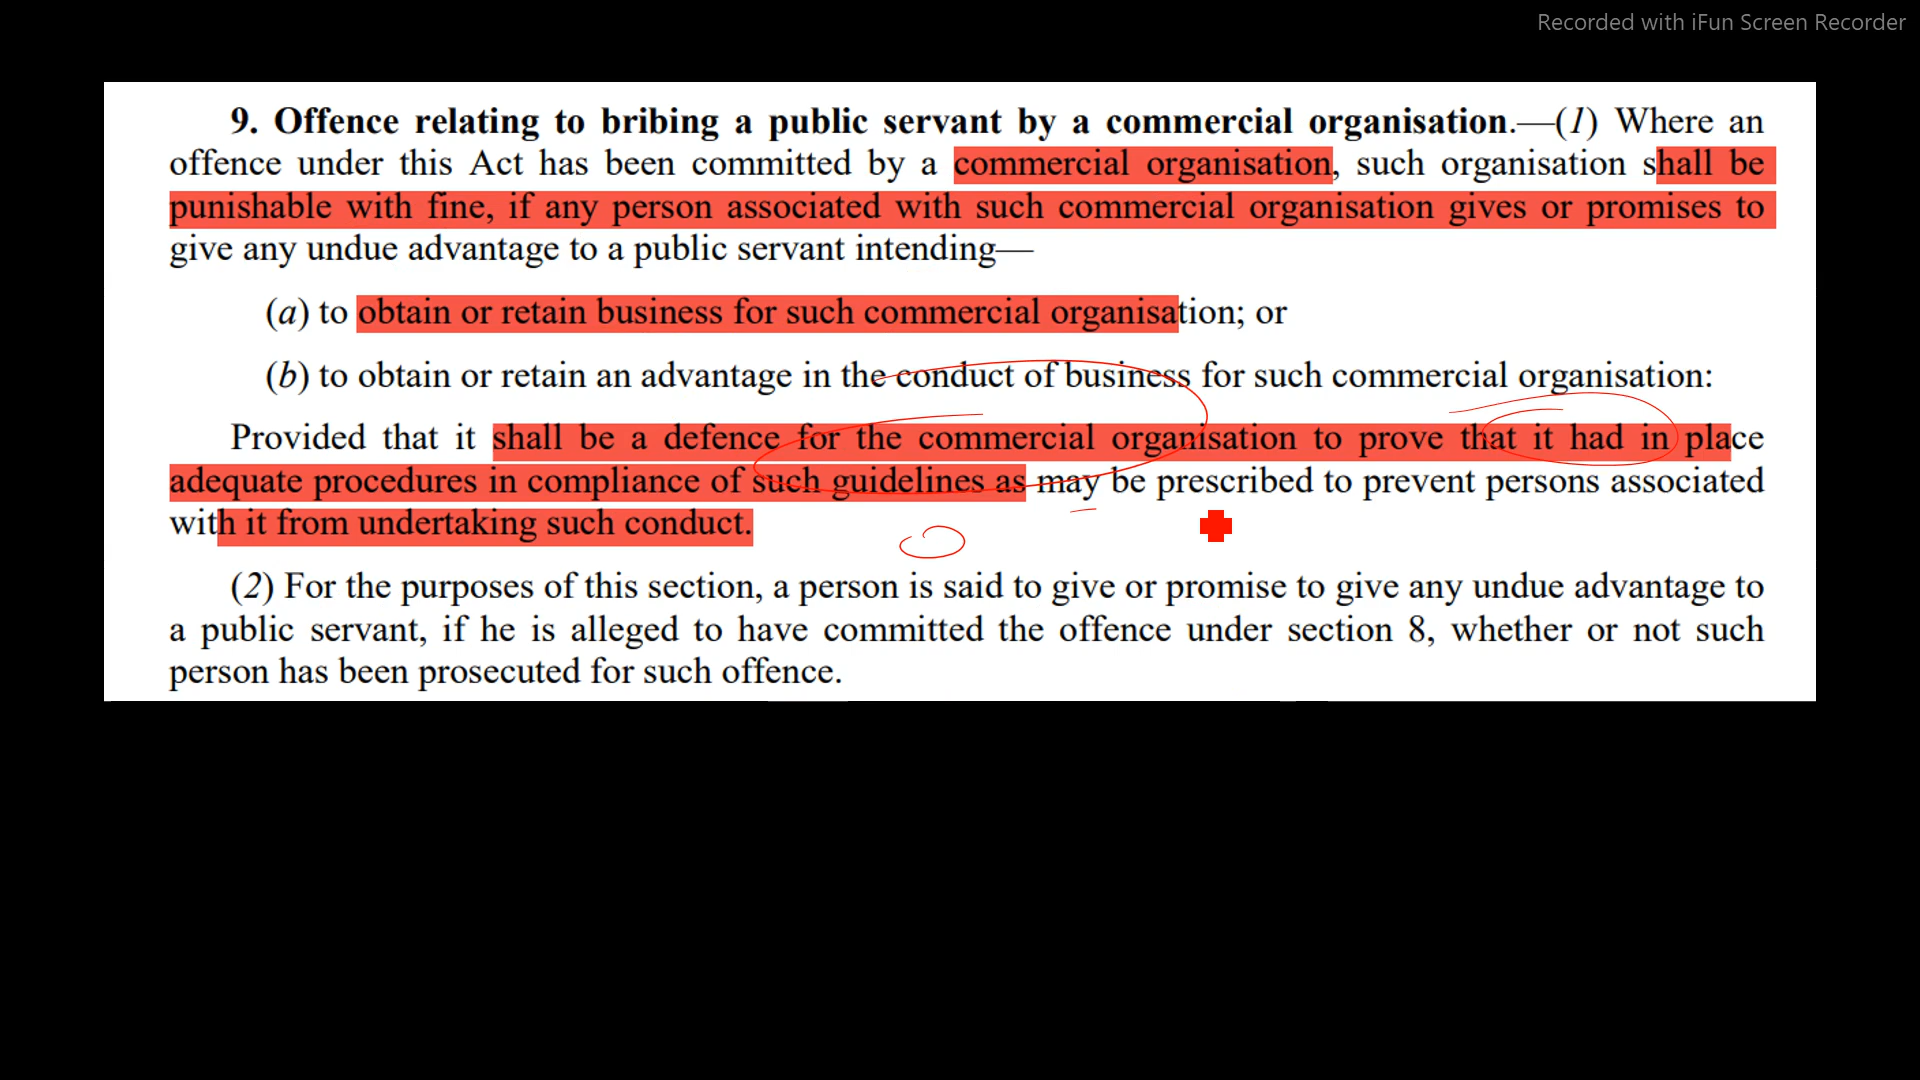 Recorded with iFun Screen Recorder
9. Offence relating to bribing a public servant by a commercial organisation.—(1) Where an
offence under this Act has been committed by a commercial organisation, such organisation shall be
punishable with fine, if any person associated with such commercial organisation gives or promises to
give any undue advantage to a public servant intending—
(a) to obtain or retain business for such commercial organisation; or
(b) to obtain or retain an advantage in the conduct of business for such commercial organisation:
Provided that it shall be a defence for the commercial organisation to prove that it had in place
adequate procedures in compliance of such guidelines as may be prescribed to prevent persons associated
with it from undertaking such conduct.
(2) For the purposes of this section, a person is said to give or promise to give any undue advantage to
a public servant, if he is alleged to have committed the offence under section 8, whether or not such
person has been prosecuted for such offence.